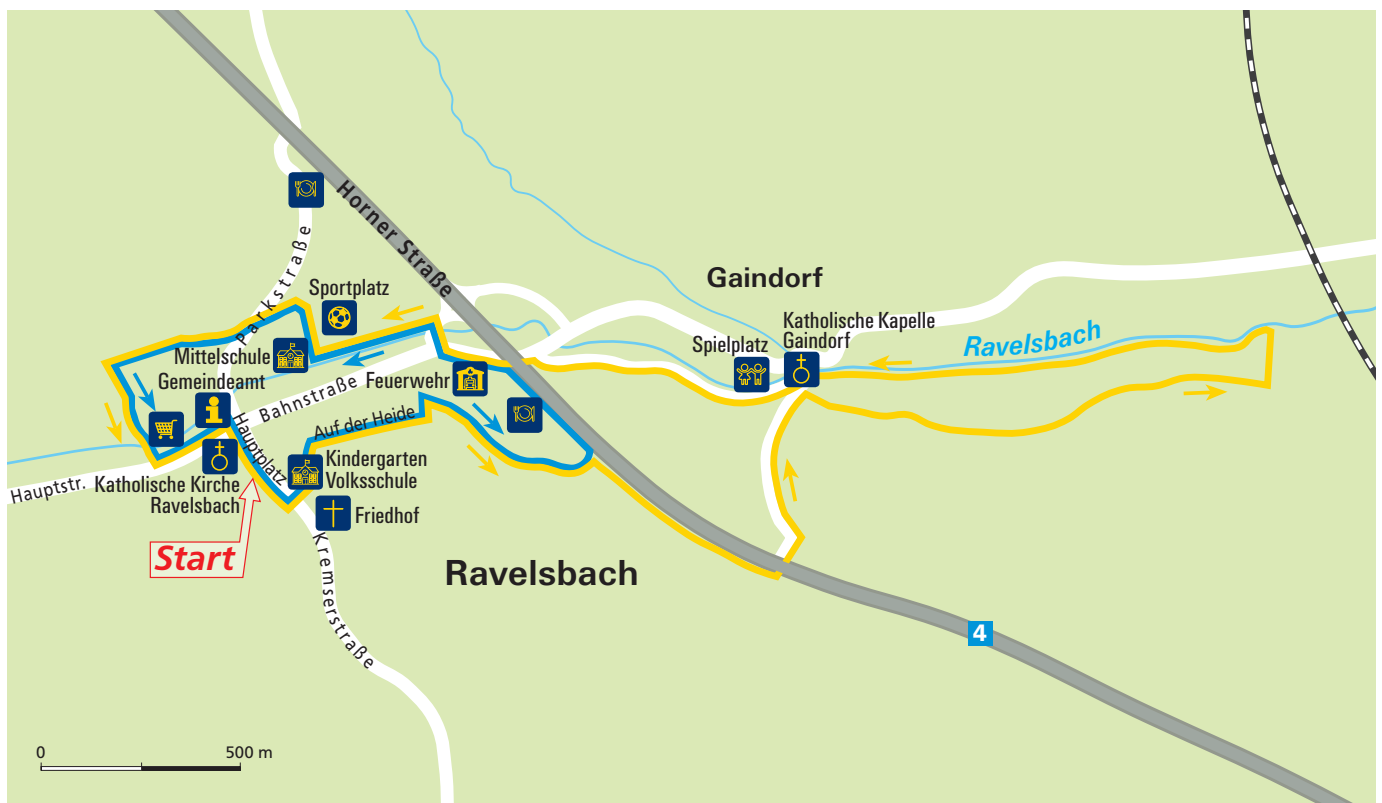 Horner Straße
Parkstraße
Sportplatz
Gaindorf
Katholische Kapelle
Gaindorf
Ravelsbach
Spielplatz
Mittelschule
Gemeindeamt
Bahnstraße
Feuerwehr
Auf der Heide
Hauptplatz
Kindergarten
Volksschule
Hauptstr.
Katholische Kirche
Ravelsbach
Friedhof
Start
Ravelsbach
Kremserstraße
4
0 500 m